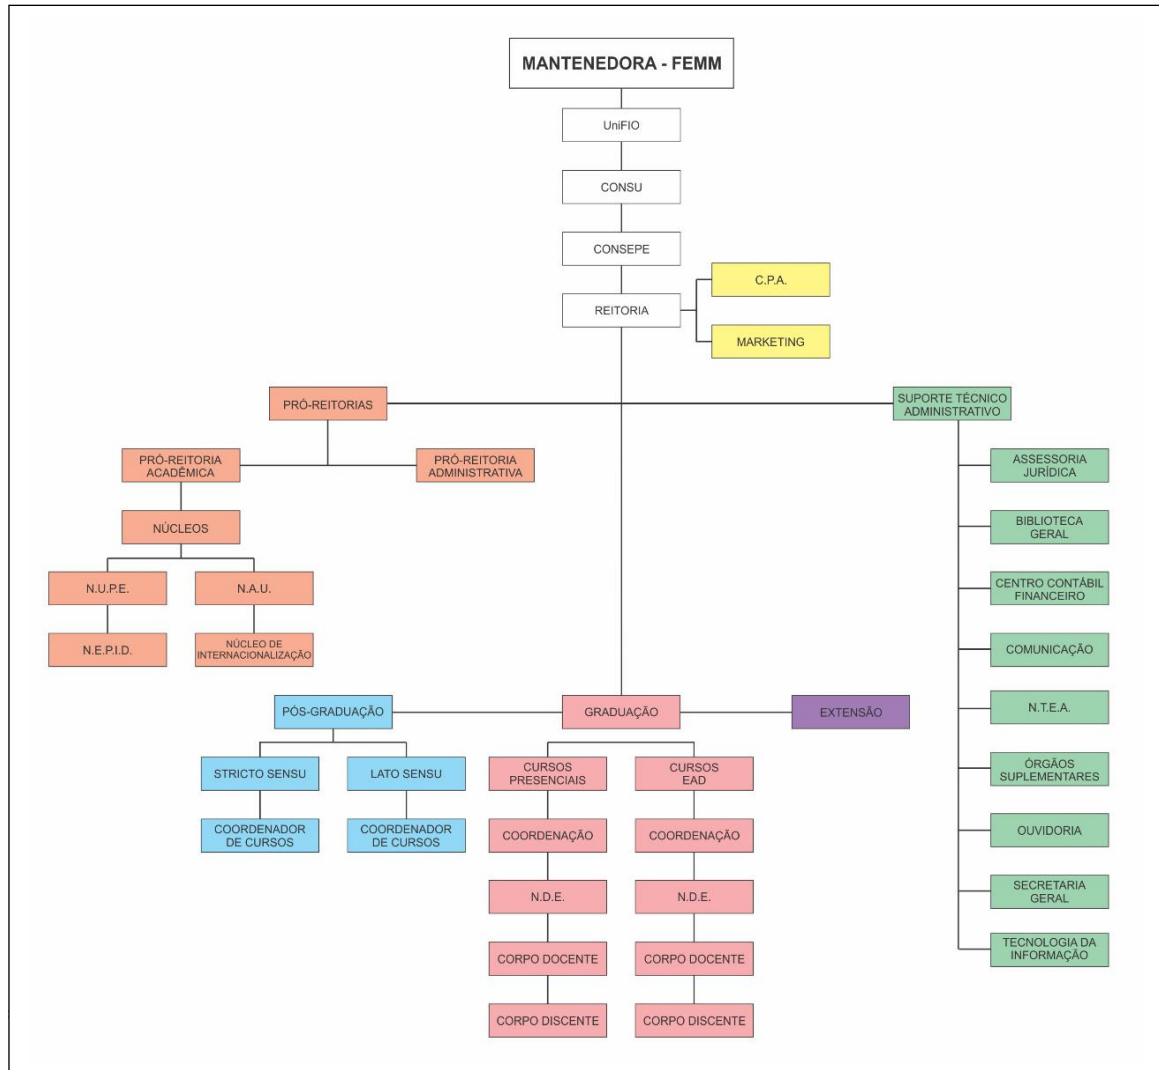 MANTENEDORA - FEMM
UniFIO
CONSU
CONSEPE
C.P.A.
REITORIA
MARKETING
PRÓ-REITORIAS
SUPORTE TÉCNICO
ADMINISTRATIVO
PRÓ-REITORIA
ACADÊMICA
PRÓ-REITORIA
ADMINISTRATIVA
ASSESSORIA
JURÍDICA
NÚCLEOS
BIBLIOTECA
GERAL
N.U.P.E.
N.A.U.
CENTRO CONTÁBIL
FINANCEIRO
N.E.P.I.D.
NÚCLEO DE
INTERNACIONALIZAÇÃO
COMUNICAÇÃO
PÓS-GRADUAÇÃO
GRADUAÇÃO
EXTENSÃO
N.T.E.A.
STRICTO SENSU
LATO SENSU
CURSOS
PRESENCIAIS
CURSOS
EAD
ÓRGÃOS
SUPLEMENTARES
COORDENADOR
DE CURSOS
COORDENADOR
DE CURSOS
COORDENAÇÃO
COORDENAÇÃO
OUVIDORIA
N.D.E.
N.D.E.
SECRETARIA
GERAL
CORPO DOCENTE
CORPO DOCENTE
TECNOLOGIA DA
INFORMAÇÃO
CORPO DISCENTE
CORPO DISCENTE